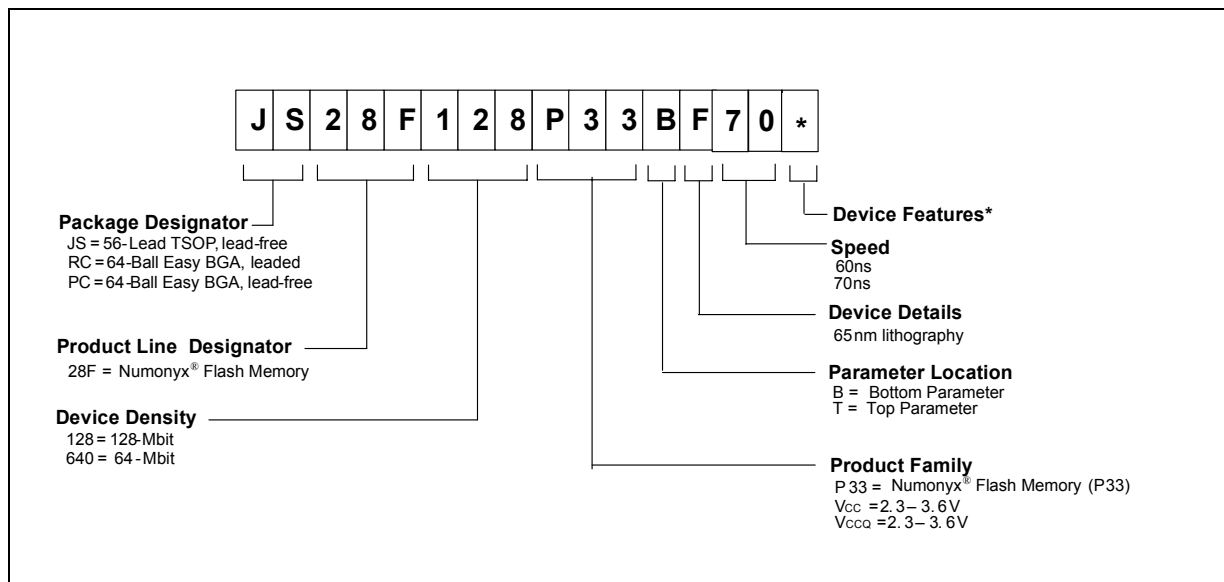 J S 2 8 F 1 2 8 P 3 3 B F 7 0 *
Package Designator
JS = 56-Lead TSOP, lead-free
RC = 64-Ball Easy BGA, leaded
PC = 64-Ball Easy BGA, lead-free
Product Line Designator
28F = Numonyx® Flash Memory
Device Density
128 = 128-Mbit
640 = 64-Mbit
Device Features*
Speed
60ns
70ns
Device Details
65nm lithography
Parameter Location
B = Bottom Parameter
T = Top Parameter
Product Family
P33 = Numonyx® Flash Memory (P33)
VCC = 2.3 – 3.6V
VCCQ = 2.3 – 3.6V